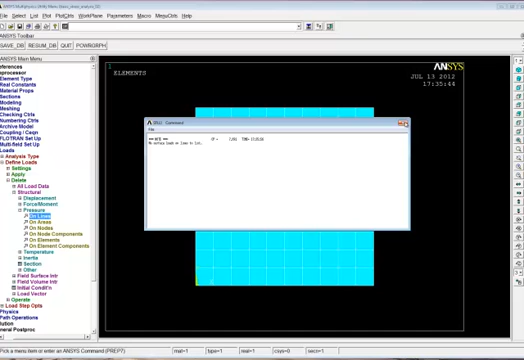 File Select List Plot PlotCtrls WorkPlane Parameters Macro MenuCtrls Help
ANSYS Toolbar
SAVE_DB RESUM_DB QUIT POWRGRPH
ANSYS Main Menu
eferences
eprocessor
Element Type
Real Constants
Material Props
Sections
Modeling
Meshing
Checking Ctrls
Numbering Ctrls
Archive Model
Coupling / Ceqn
FLOTRAN Set Up
Multi-field Set Up
Loads
Analysis Type
Define Loads
Settings
Apply
Delete
All Load Data
Structural
Displacement
Force/Moment
Pressure
On Lines
On Areas
On Nodes
On Node Components
On Elements
On Element Components
Temperature
Inertia
Section
Other
Field Surface Intr
Field Volume Intr
Initial Condit'n
Load Vector
Operate
Load Step Opts
Physics
Path Operations
lution
neral Postproc
1
ELEMENTS
ANSYS
JUL 13 2012
17:35:44
Command
File
Pick a menu item or enter an ANSYS Command (PREP7)
mat=1
type=1
real=1
csys=0
secn=1